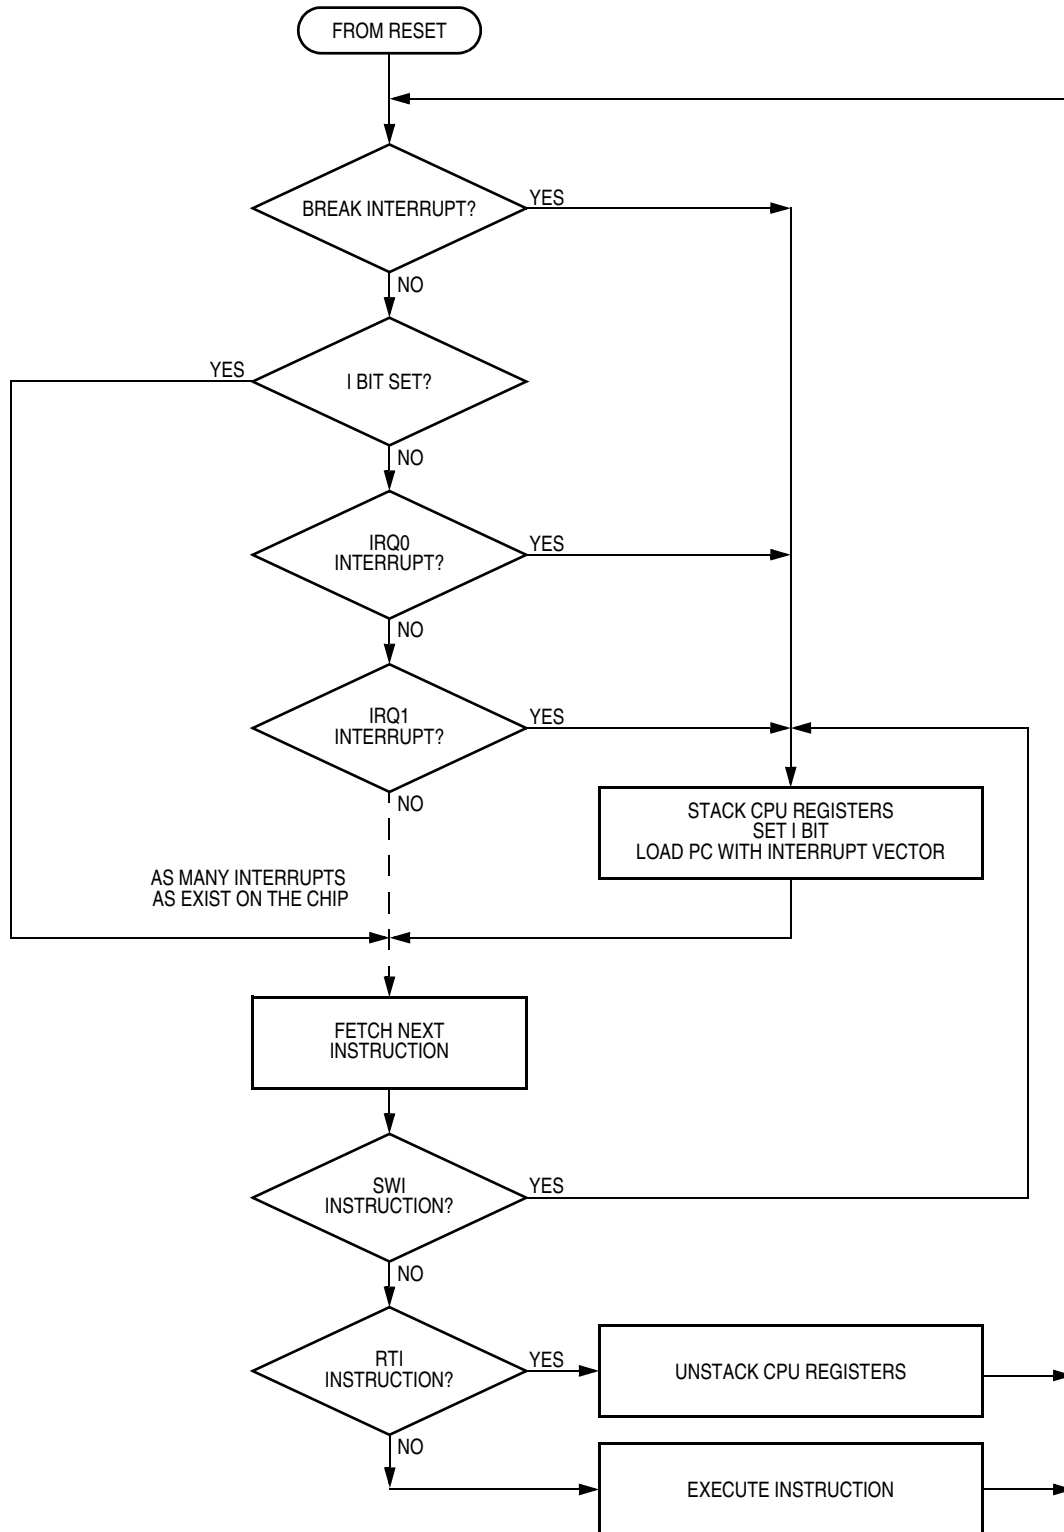 FROM RESET
BREAK INTERRUPT?
YES
NO
YES
I BIT SET?
NO
IRQ0
INTERRUPT?
YES
NO
IRQ1
INTERRUPT?
YES
NO
STACK CPU REGISTERS
SET I BIT
LOAD PC WITH INTERRUPT VECTOR
AS MANY INTERRUPTS
AS EXIST ON THE CHIP
FETCH NEXT
INSTRUCTION
SWI
INSTRUCTION?
YES
NO
RTI
INSTRUCTION?
YES
UNSTACK CPU REGISTERS
NO
EXECUTE INSTRUCTION